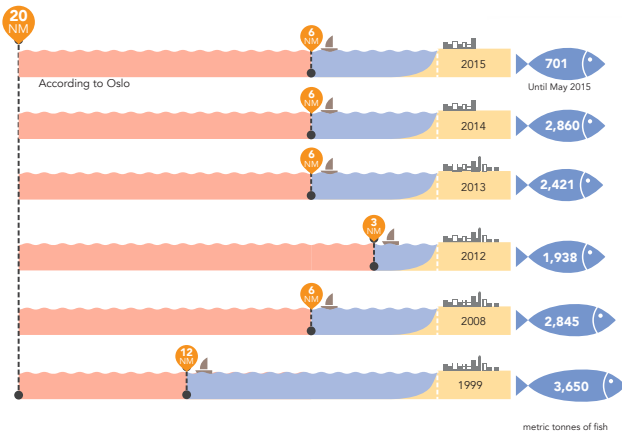 20
NM
6
NM
2015
701
According to Oslo
Until May 2015
6
NM
2014
2,860
6
NM
2013
2,421
3
NM
2012
1,938
6
NM
2008
2,845
12
NM
1999
3,650
metric tonnes of fish